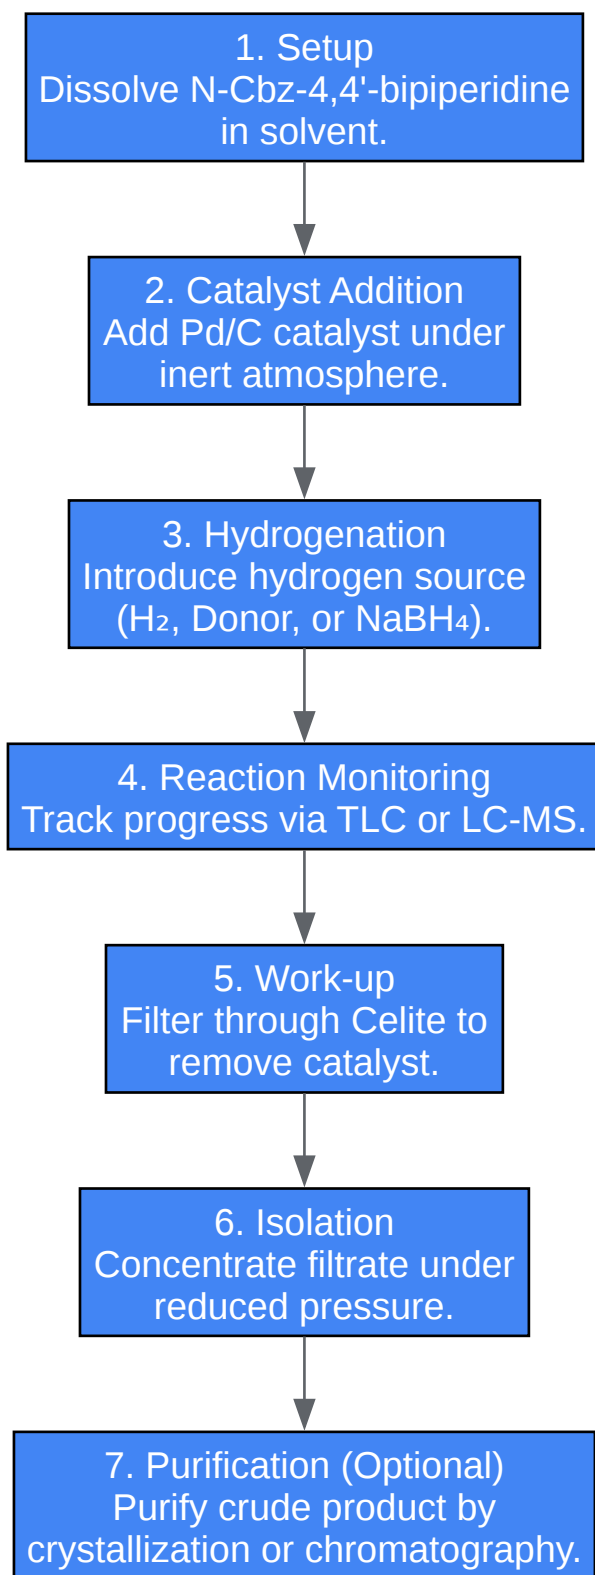 1. Setup
Dissolve N-Cbz-4,4'-bipiperidine
in solvent.
2. Catalyst Addition
Add Pd/C catalyst under
inert atmosphere.
3. Hydrogenation
Introduce hydrogen source
(H₂, Donor, or NaBH₄).
4. Reaction Monitoring
Track progress via TLC or LC-MS.
5. Work-up
Filter through Celite to
remove catalyst.
6. Isolation
Concentrate filtrate under
reduced pressure.
7. Purification (Optional)
Purify crude product by
crystallization or chromatography.